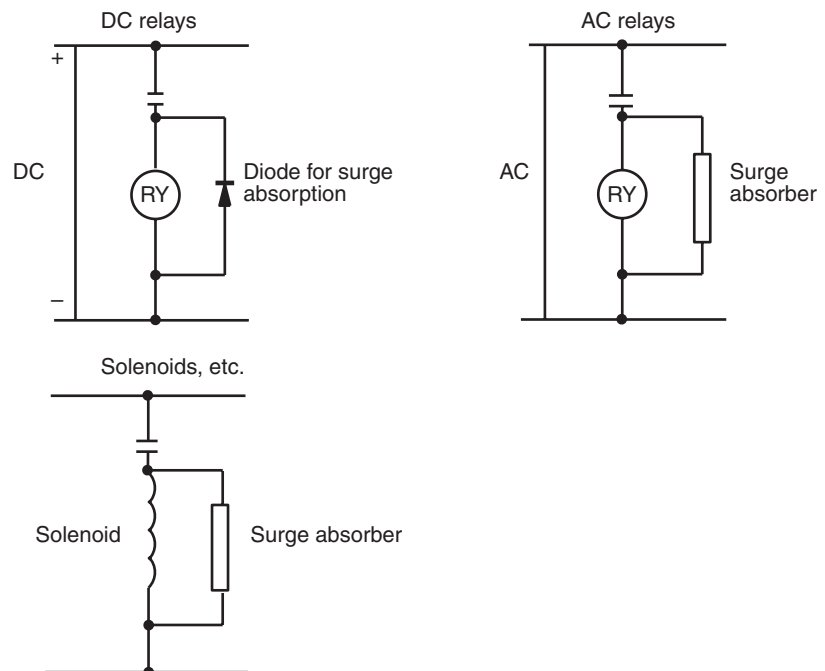 DC relays
+
DC
RY
Diode for surge
absorption
–
AC relays
AC
RY
Surge
absorber
Solenoids, etc.
Solenoid
Surge absorber